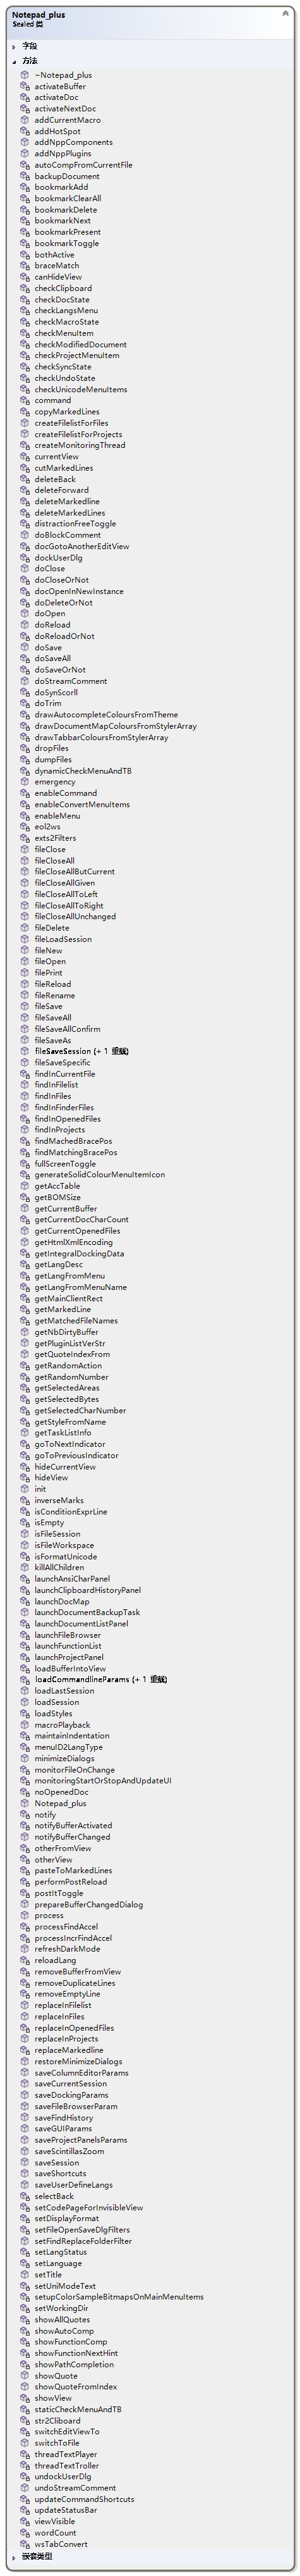 Notepad_plus
Sealed 类
字段
方法
~Notepad_plus
activateBuffer
activateDoc
activateNextDoc
addCurrentMacro
addHotSpot
addNppComponents
addNppPlugins
autoCompFromCurrentFile
backupDocument
bookmarkAdd
bookmarkClearAll
bookmarkDelete
bookmarkNext
bookmarkPresent
bookmarkToggle
bothActive
braceMatch
canHideView
checkClipboard
checkDocState
checkLangsMenu
checkMacroState
checkMenuItem
checkModifiedDocument
checkProjectMenuItem
checkSyncState
checkUndoState
checkUnicodeMenuItems
command
copyMarkedLines
createFilelistForFiles
createFilelistForProjects
createMonitoringThread
currentView
cutMarkedLines
deleteBack
deleteForward
deleteMarkedline
deleteMarkedLines
distractionFreeToggle
doBlockComment
docGotoAnotherEditView
dockUserDlg
doClose
doCloseOrNot
docOpenInNewInstance
doDeleteOrNot
doOpen
doReload
doReloadOrNot
doSave
doSaveAll
doSaveOrNot
doStreamComment
doSynScorll
doTrim
drawAutocompleteColoursFromTheme
drawDocumentMapColoursFromStylerArray
drawTabbarColoursFromStylerArray
dropFiles
dumpFiles
dynamicCheckMenuAndTB
emergency
enableCommand
enableConvertMenuItems
enableMenu
eol2ws
exts2Filters
fileClose
fileCloseAll
fileCloseAllButCurrent
fileCloseAllGiven
fileCloseAllToLeft
fileCloseAllToRight
fileCloseAllUnchanged
fileDelete
fileLoadSession
fileNew
fileOpen
filePrint
fileReload
fileRename
fileSave
fileSaveAll
fileSaveAllConfirm
fileSaveAs
fileSaveSession (+ 1 重载)
fileSaveSpecific
findInCurrentFile
findInFilelist
findInFiles
findInFinderFiles
findInOpenedFiles
findInProjects
findMachedBracePos
findMatchingBracePos
fullScreenToggle
generateSolidColourMenuItemIcon
getAccTable
getBOMSize
getCurrentBuffer
getCurrentDocCharCount
getCurrentOpenedFiles
getHtmlXmlEncoding
getIntegralDockingData
getLangDesc
getLangFromMenu
getLangFromMenuName
getMainClientRect
getMarkedLine
getMatchedFileNames
getNbDirtyBuffer
getPluginListVerStr
getQuoteIndexFrom
getRandomAction
getRandomNumber
getSelectedAreas
getSelectedBytes
getSelectedCharNumber
getStyleFromName
getTaskListInfo
goToNextIndicator
goToPreviousIndicator
hideCurrentView
hideView
init
inverseMarks
isConditionExprLine
isEmpty
isFileSession
isFileWorkspace
isFormatUnicode
killAllChildren
launchAnsiCharPanel
launchClipboardHistoryPanel
launchDocMap
launchDocumentBackupTask
launchDocumentListPanel
launchFileBrowser
launchFunctionList
launchProjectPanel
loadBufferIntoView
loadCommandlineParams (+ 1 重载)
loadLastSession
loadSession
loadStyles
macroPlayback
maintainIndentation
menuID2LangType
minimizeDialogs
monitorFileOnChange
monitoringStartOrStopAndUpdateUI
noOpenedDoc
Notepad_plus
notify
notifyBufferActivated
notifyBufferChanged
otherFromView
otherView
pasteToMarkedLines
performPostReload
postItToggle
prepareBufferChangedDialog
process
processFindAccel
processIncrFindAccel
refreshDarkMode
reloadLang
removeBufferFromView
removeDuplicateLines
removeEmptyLine
replaceInFilelist
replaceInFiles
replaceInOpenedFiles
replaceInProjects
replaceMarkedline
restoreMinimizeDialogs
saveColumnEditorParams
saveCurrentSession
saveDockingParams
saveFileBrowserParam
saveFindHistory
saveGUIParams
saveProjectPanelsParams
saveScintillasZoom
saveSession
saveShortcuts
saveUserDefineLangs
selectBack
setCodePageForInvisibleView
setDisplayFormat
setFileOpenSaveDlgFilters
setFindReplaceFolderFilter
setLangStatus
setLanguage
setTitle
setUniModeText
setupColorSampleBitmapsOnMainMenuItems
setWorkingDir
showAllQuotes
showAutoComp
showFunctionComp
showFunctionNextHint
showPathCompletion
showQuote
showQuoteFromIndex
showView
staticCheckMenuAndTB
str2Cliboard
switchEditViewTo
switchToFile
threadTextPlayer
threadTextTroller
undockUserDlg
undoStreamComment
updateCommandShortcuts
updateStatusBar
viewVisible
wordCount
wsTabConvert
嵌套类型